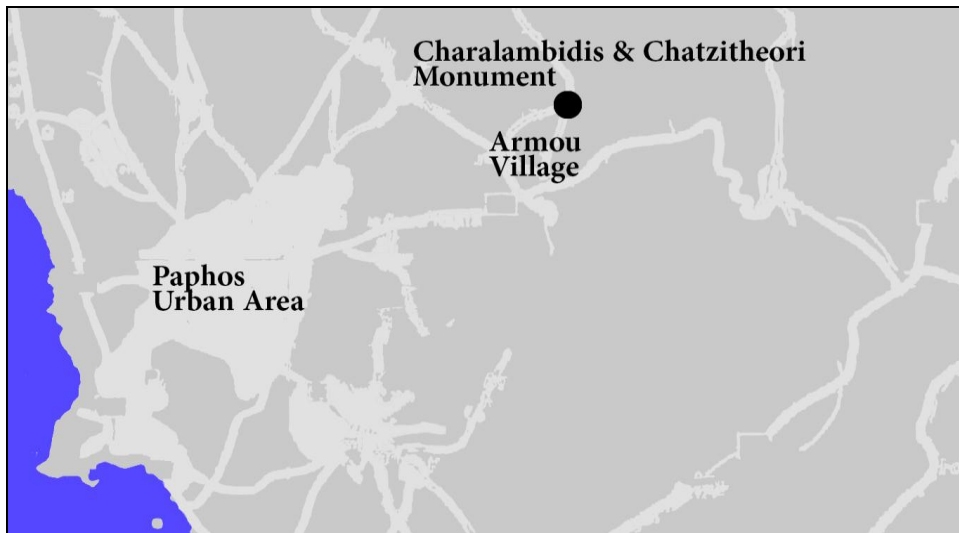 Charalambidis & Chatzitheori
Monument
Armou
Village
Paphos
Urban Area